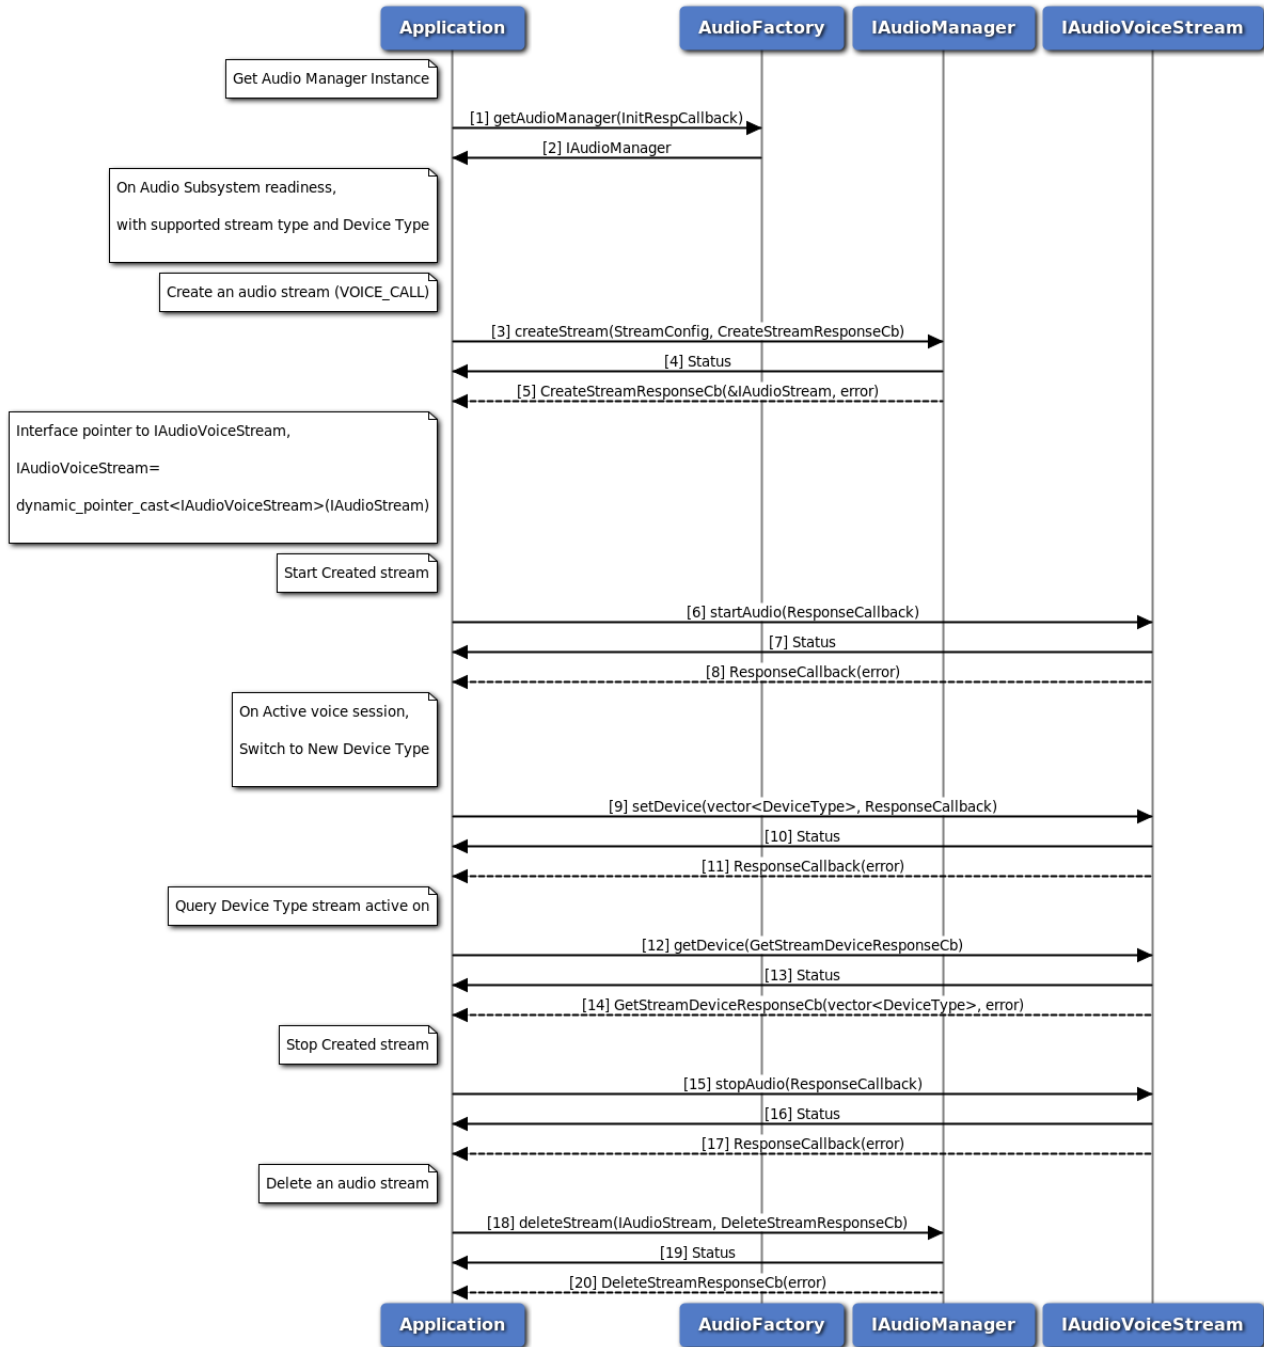 Application
AudioFactory
IAudioManager
IAudioVoiceStream
Get Audio Manager Instance
[1] getAudioManager(InitRespCallback)
[2] IAudioManager
On Audio Subsystem readiness,
with supported stream type and Device Type
Create an audio stream (VOICE_CALL)
[3] createStream(StreamConfig, CreateStreamResponseCb)
[4] Status
[5] CreateStreamResponseCb(&IAudioStream, error)
Interface pointer to IAudioVoiceStream,
IAudioVoiceStream=
dynamic_pointer_cast<IAudioVoiceStream>(IAudioStream)
Start Created stream
[6] startAudio(ResponseCallback)
[7] Status
[8] ResponseCallback(error)
On Active voice session,
Switch to New Device Type
[9] setDevice(vector<DeviceType>, ResponseCallback)
[10] Status
[11] ResponseCallback(error)
Query Device Type stream active on
[12] getDevice(GetStreamDeviceResponseCb)
[13] Status
[14] GetStreamDeviceResponseCb(vector<DeviceType>, error)
Stop Created stream
[15] stopAudio(ResponseCallback)
[16] Status
[17] ResponseCallback(error)
Delete an audio stream
[18] deleteStream(IAudioStream, DeleteStreamResponseCb)
[19] Status
[20] DeleteStreamResponseCb(error)
Application
AudioFactory
IAudioManager
IAudioVoiceStream